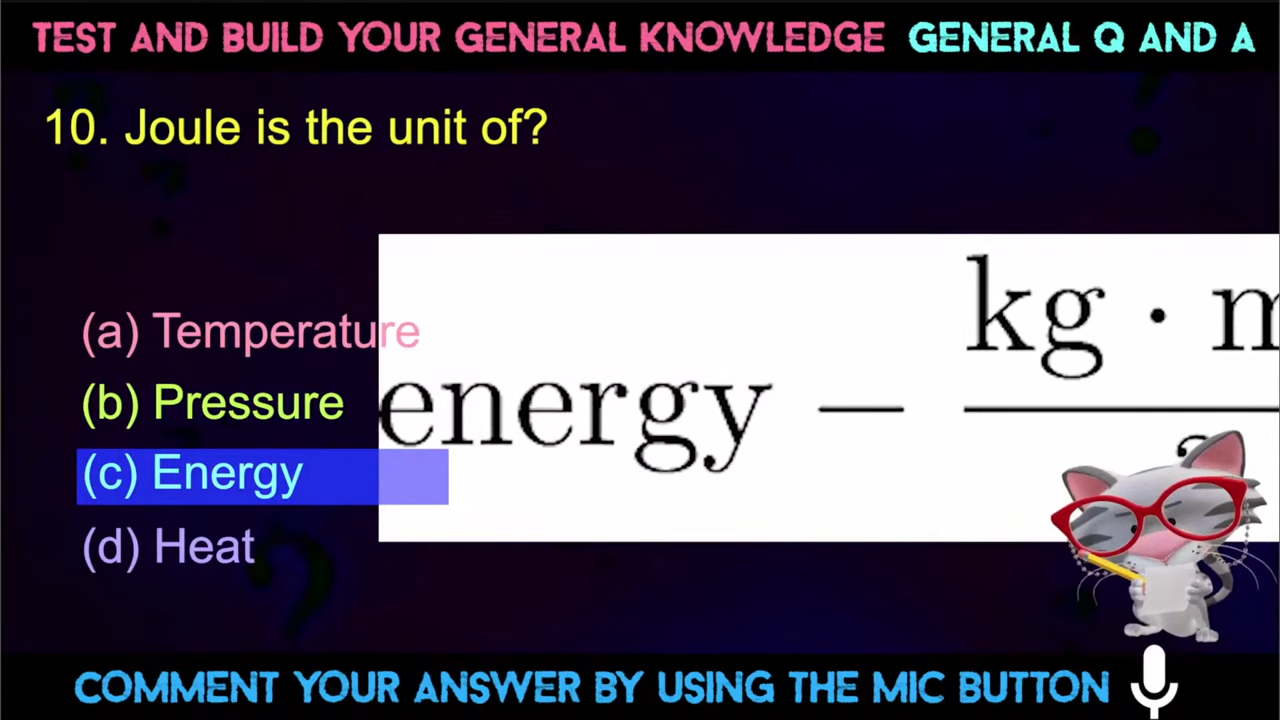 TEST AND BUILD YOUR GENERAL KNOWLEDGE GENERAL Q AND A
10. Joule is the unit of?
(a) Temperature
(b) Pressure
(c) Energy
(d) Heat
kg · m
energy —
COMMENT YOUR ANSWER BY USING THE MIC BUTTON